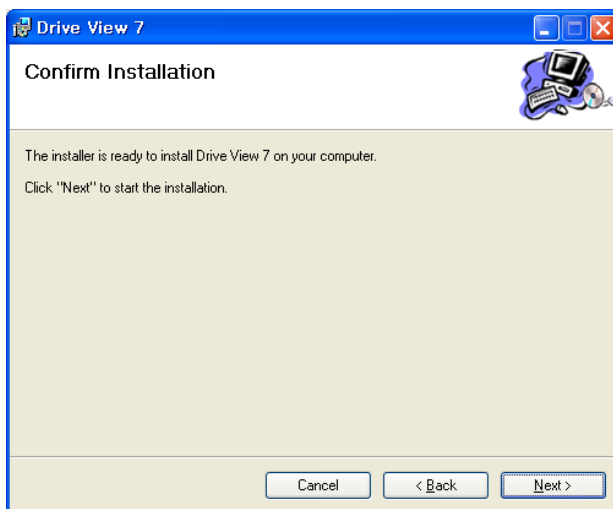 Drive View 7
Confirm Installation
The installer is ready to install Drive View 7 on your computer.
Click "Next" to start the installation.
Cancel
< Back
Next >